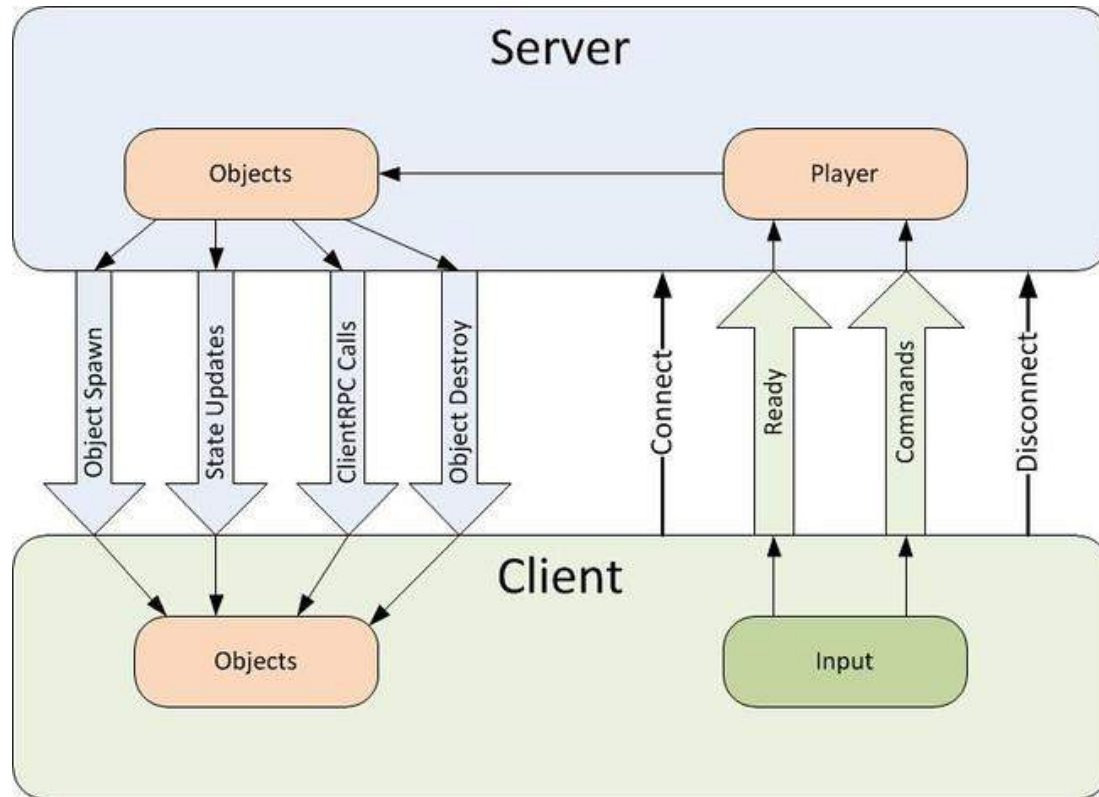 Server
Objects
Player
Object Spawn
State Updates
ClientRPC Calls
Object Destroy
Connect
Ready
Commands
Disconnect
Client
Objects
Input